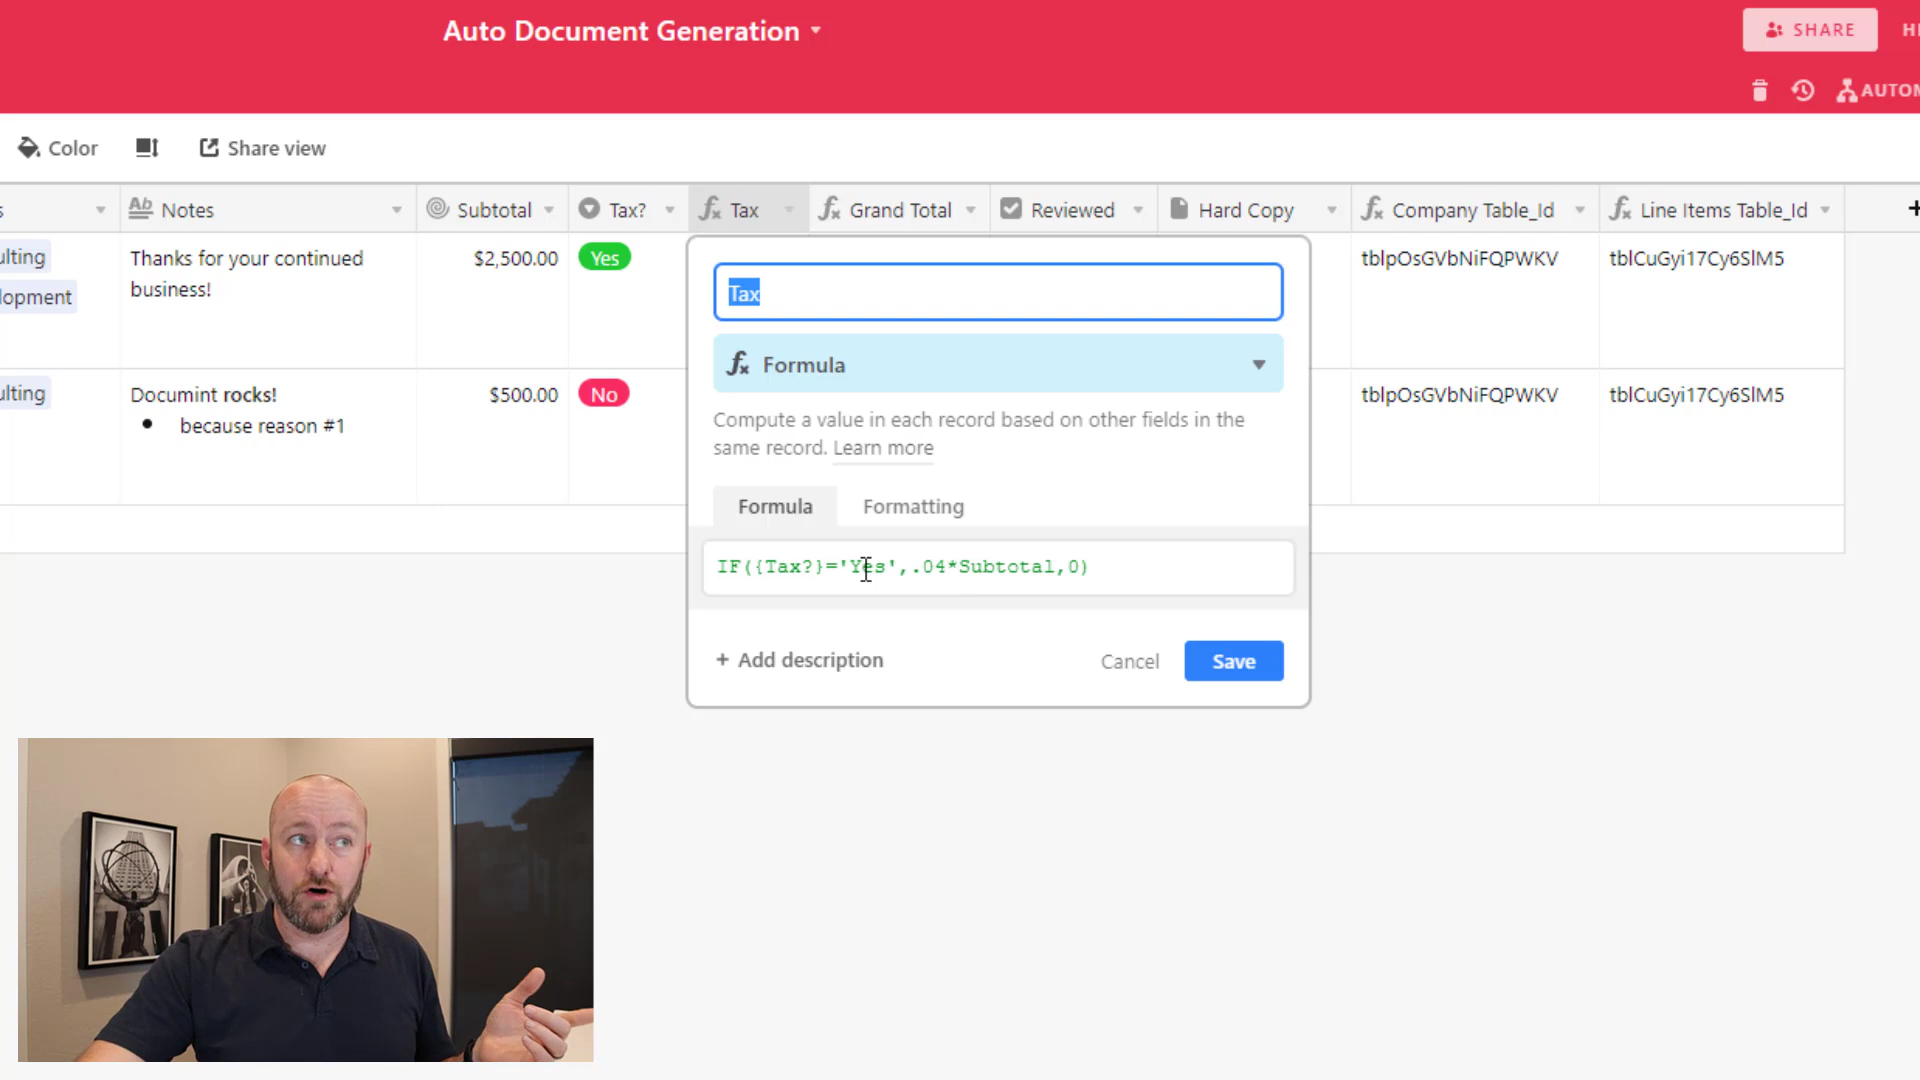 Auto Document Generation
SHARE
AUTOM
Color
Share view
s
Notes
Subtotal
Tax?
Tax
Grand Total
Reviewed
Hard Copy
Company Table_Id
Line Items Table_Id
ulting
lopment
Thanks for your continued
business!
$2,500.00
Yes
tblpOsGVbNiFQPWKV
tblCuGyi17Cy6SlM5
ulting
Documint rocks!
• because reason #1
$500.00
No
tblpOsGVbNiFQPWKV
tblCuGyi17Cy6SlM5
Tax
Formula
Compute a value in each record based on other fields in the
same record. Learn more
Formula
Formatting
IF({Tax?}='Yes',.04*Subtotal,0)
+ Add description
Cancel
Save